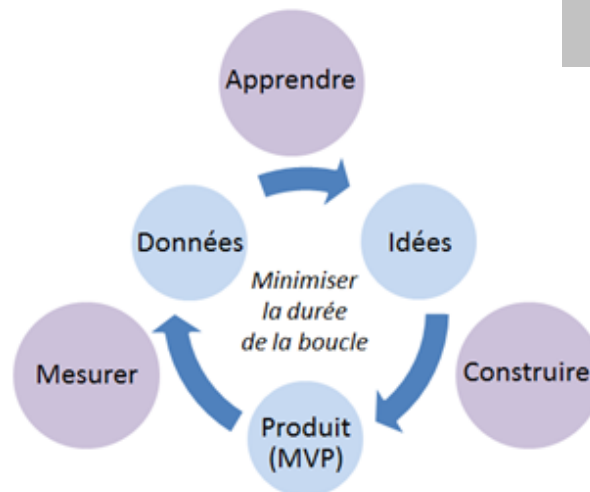 Apprendre
Données
Idées
Minimiser
la durée
de la boucle
Mesurer
Construire
Produit
(MVP)